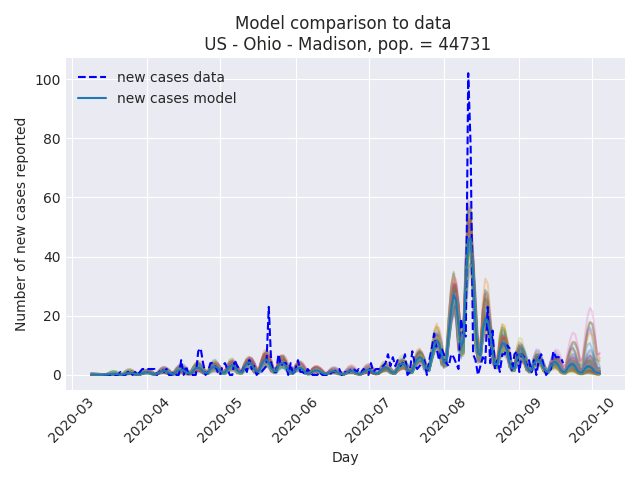 Model comparison to data
US - Ohio - Madison, pop. = 44731
new cases data
new cases model
Number of new cases reported
100
80
60
40
20
0
2020-03
2020-04
2020-05
2020-06
2020-07
2020-08
2020-09
2020-10
Day